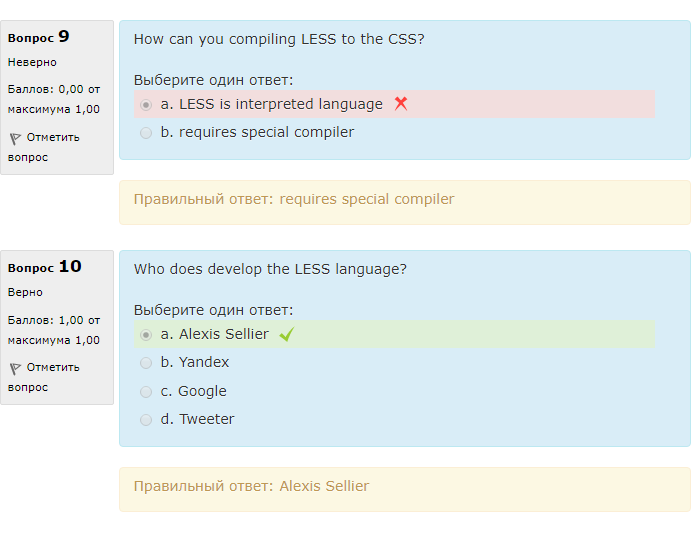 Вопрос 9
Неверно
Баллов: 0,00 от
максимума 1,00
Отметить
вопрос
How can you compiling LESS to the CSS?
Выберите один ответ:
a. LESS is interpreted language
b. requires special compiler
Правильный ответ: requires special compiler
Вопрос 10
Верно
Баллов: 1,00 от
максимума 1,00
Отметить
вопрос
Who does develop the LESS language?
Выберите один ответ:
a. Alexis Sellier
b. Yandex
c. Google
d. Tweeter
Правильный ответ: Alexis Sellier